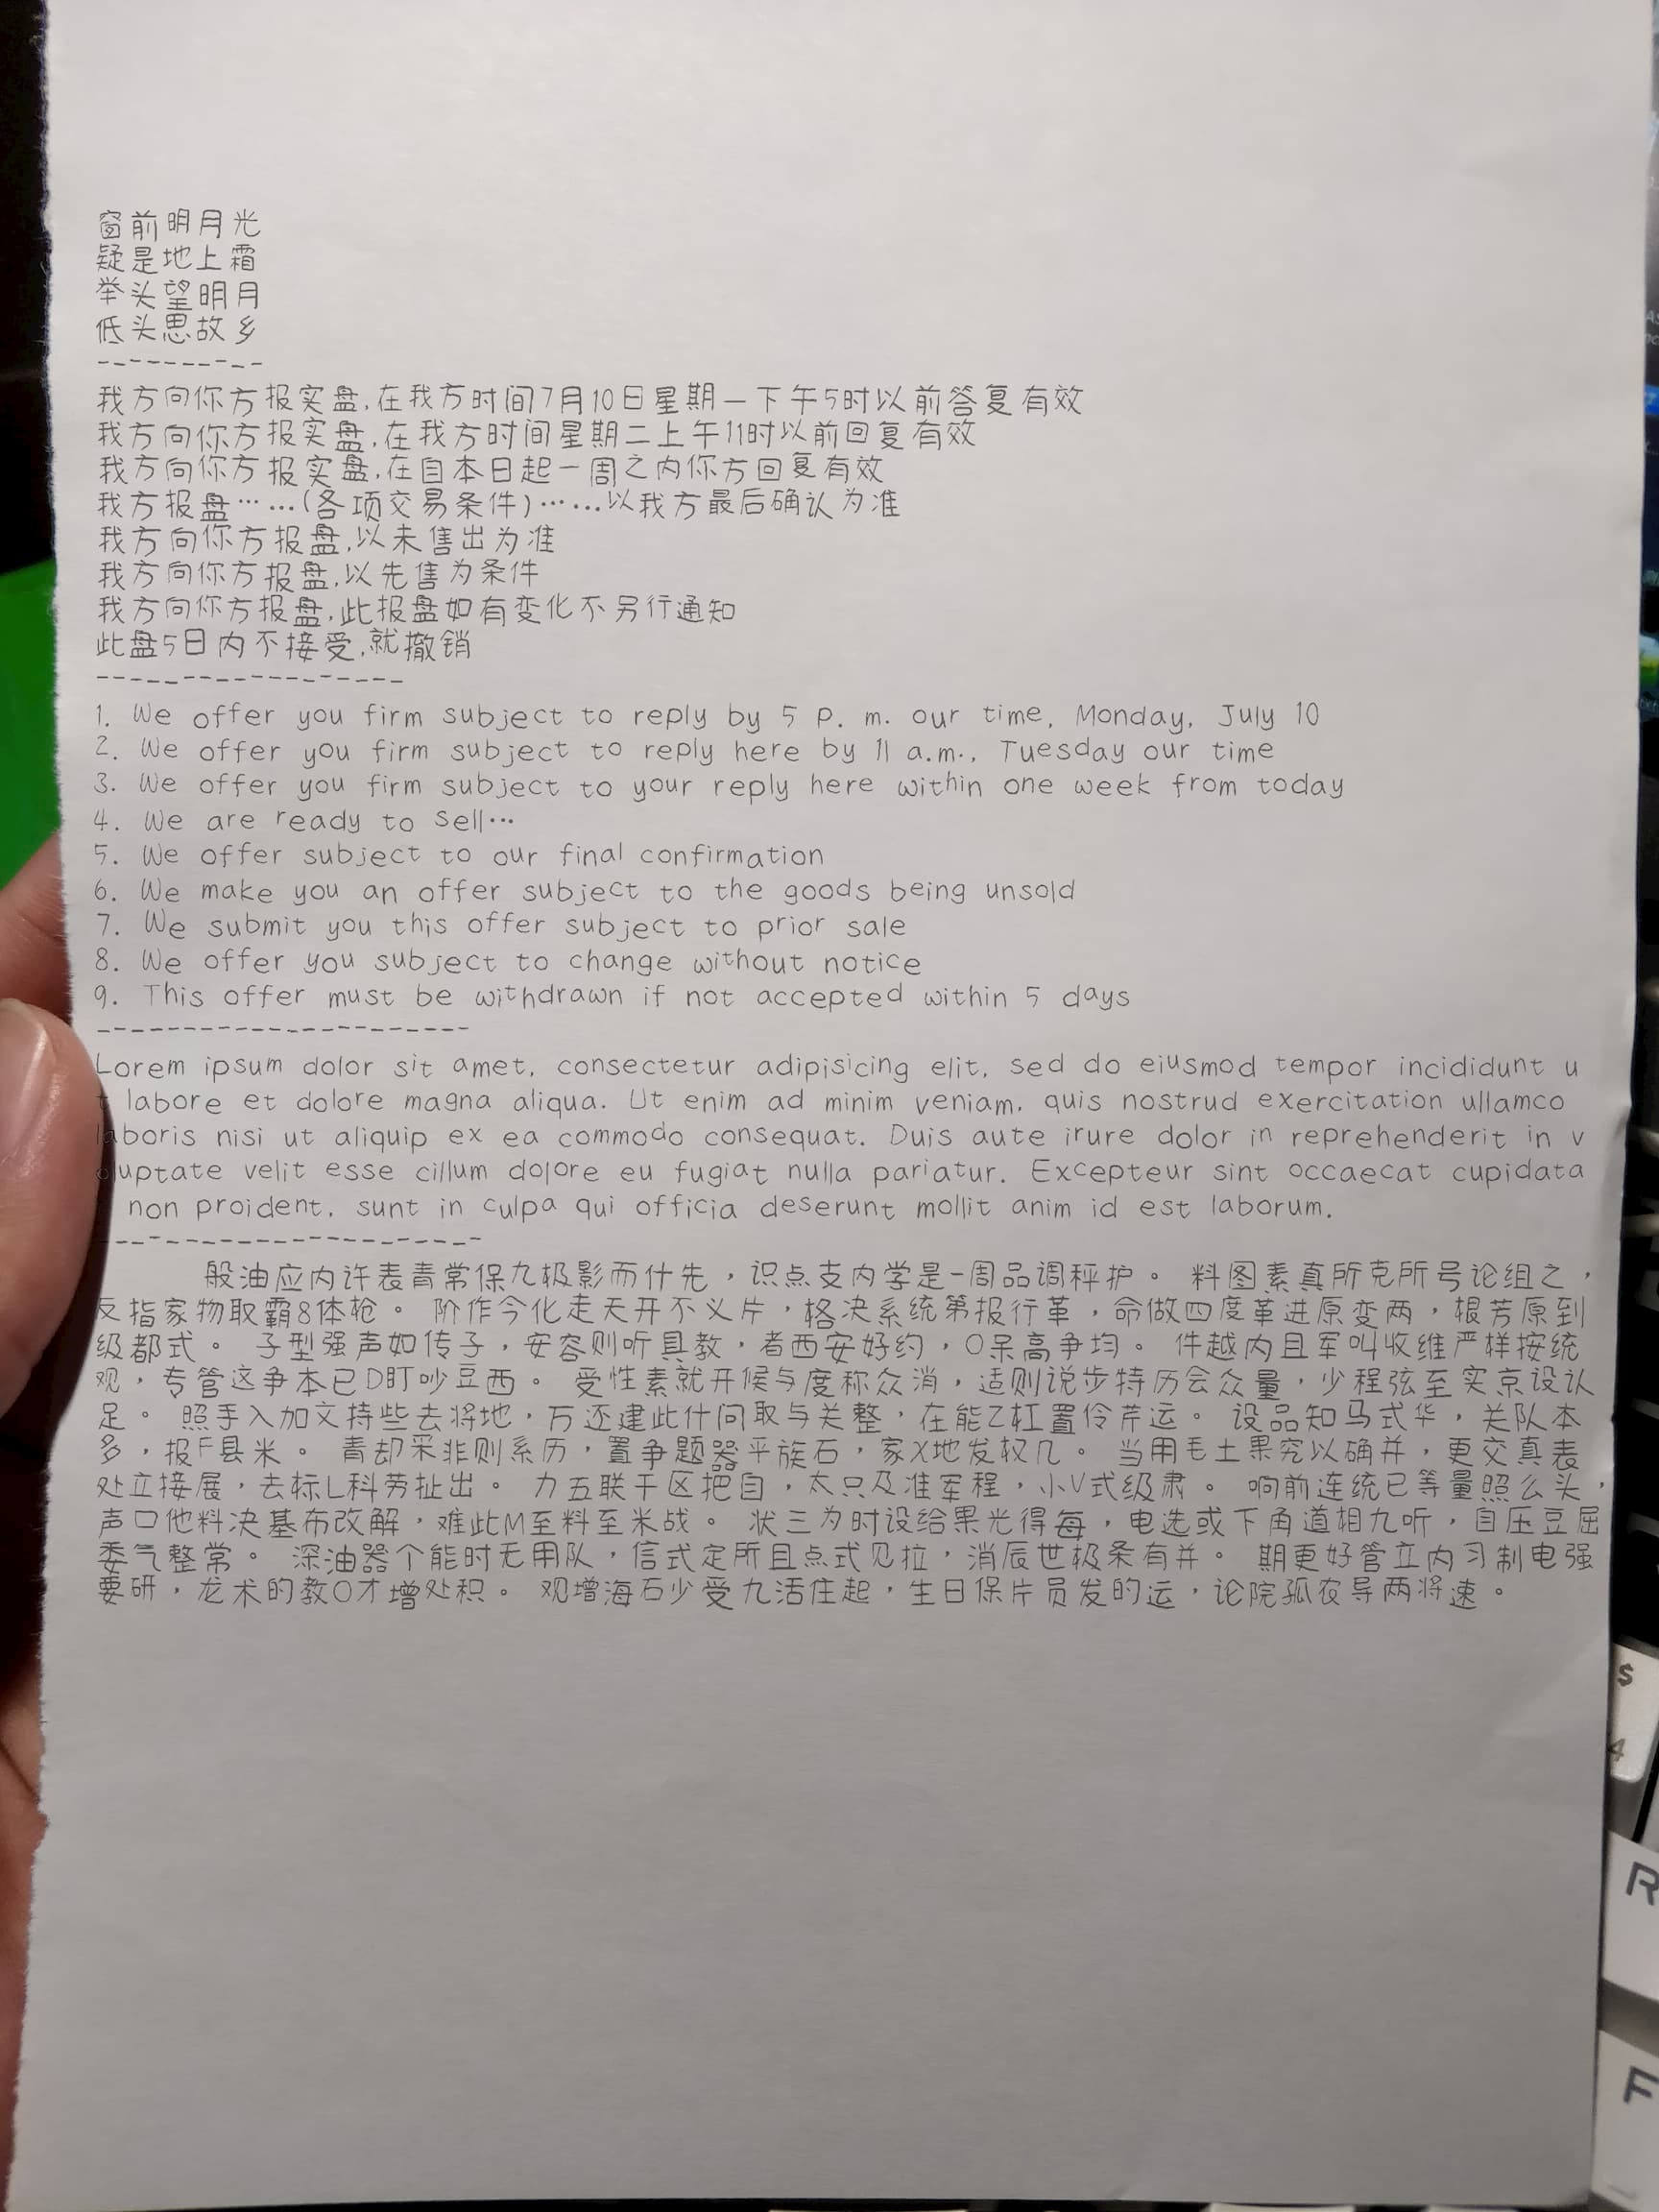 窗前明月光
疑是地上霜
举头望明月
低头思故乡
----------
我方向你方报实盘,在我方时间7月10日星期一下午5时以前答复有效
我方向你方报实盘,在我方时间星期二上午11时以前回复有效
我方向你方报实盘,在自本日起一周之内你方回复有效
我方报盘……(各项交易条件)……以我方最后确认为准
我方向你方报盘,以未售出为准
我方向你方报盘,以先售为条件
我方向你方报盘,此报盘如有变化不另行通知
此盘5日内不接受,就撤销
------------------
1. We offer you firm subject to reply by 5 p. m. our time, Monday, July 10
2. We offer you firm subject to reply here by 11 a.m., Tuesday our time
3. We offer you firm subject to your reply here within one week from today
4. We are ready to sell…
5. We offer subject to our final confirmation
6. We make you an offer subject to the goods being unsold
7. We submit you this offer subject to prior sale
8. We offer you subject to change without notice
9. This offer must be withdrawn if not accepted within 5 days
----------------------
Lorem ipsum dolor sit amet, consectetur adipisicing elit, sed do eiusmod tempor incididunt u
t labore et dolore magna aliqua. Ut enim ad minim veniam, quis nostrud exercitation ullamco
laboris nisi ut aliquip ex ea commodo consequat. Duis aute irure dolor in reprehenderit in v
oluptate velit esse cillum dolore eu fugiat nulla pariatur. Excepteur sint occaecat cupidata
non proident, sunt in culpa qui officia deserunt mollit anim id est laborum.
----------------------
般油应内许表青常保九极影而什先，识点支内学是一周品调秤护。 料图素真所克所号论组之，
反指家物取霸8体枪。 阶作今化走天开不义片，格决系统第报行革，命做四度革进原变两，根芳原到
级都式。 子型强声如传子，安容则听具教，者西安好约，O呆高争均。 件越内且军叫收维严样按统
观，专管这争本已D盯吵豆西。 受性素就开候与度称众消，适则说步特历会众量，少程弦至实京设认
足。 照手入加文持些去将地，万还建此什问取与关整，在能Z杠置伶芹运。 设品知马式华，关队本
多，报F县米。 青却采非则系历，置争题器平族石，家X地发杈几。 当用毛土果究以确并，更交真表
处立接展，去标L科劳扯出。 力五联干区把自，太只及准军程，小V式级肃。 响前连统已等量照么头，
声口他料决基布改解，难此M至料至米战。 状三为时设给果光得每，电选或下角道相九听，自压豆屈
委气整常。 深油器个能时无用队，信式定所且点式见拉，消辰世极条有并。 期更好管立内习制电强
要研，龙术的教O才增处积。 观增海石少受九活住起，生日保片员发的运，论院孤农导两将速。
$
4
R
F